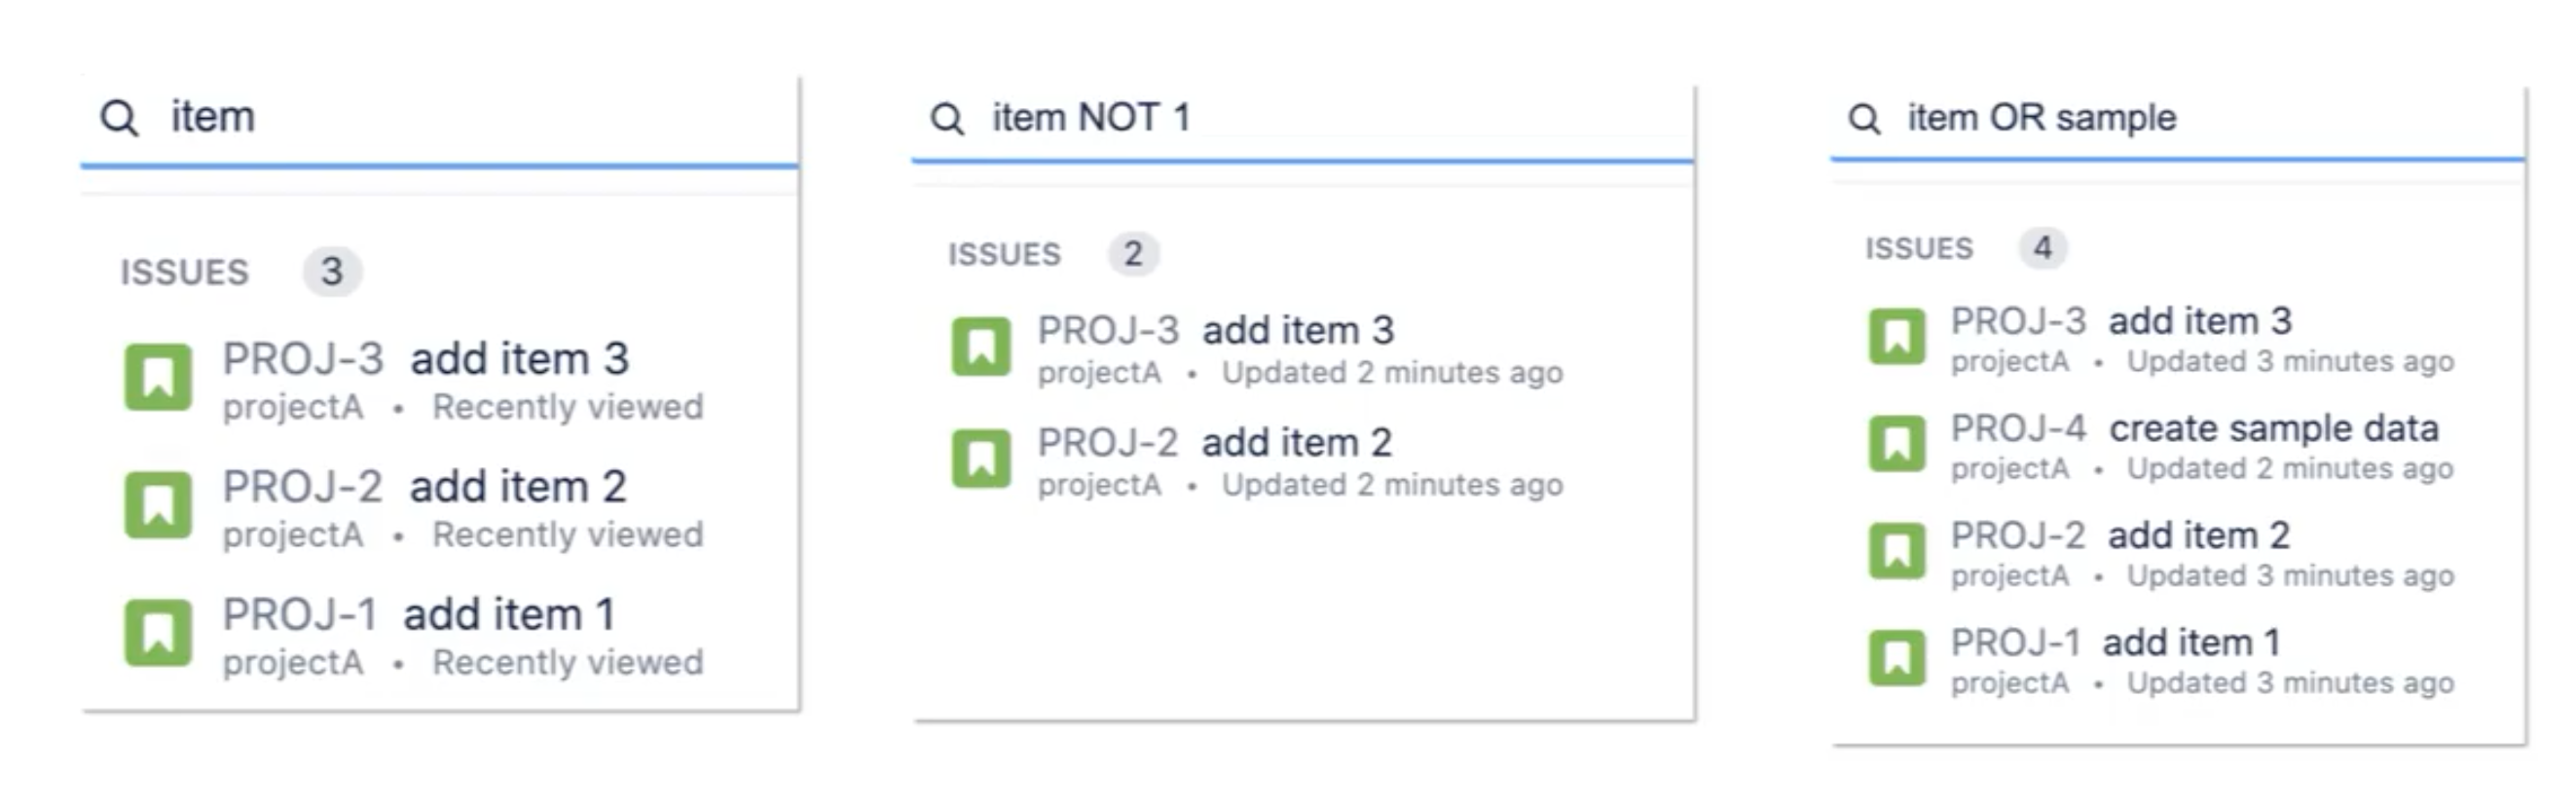 item
ISSUES 3
PROJ-3 add item 3
projectA • Recently viewed
PROJ-2 add item 2
projectA • Recently viewed
PROJ-1 add item 1
projectA • Recently viewed
item NOT 1
ISSUES 2
PROJ-3 add item 3
projectA • Updated 2 minutes ago
PROJ-2 add item 2
projectA • Updated 2 minutes ago
item OR sample
ISSUES 4
PROJ-3 add item 3
projectA • Updated 3 minutes ago
PROJ-4 create sample data
projectA • Updated 2 minutes ago
PROJ-2 add item 2
projectA • Updated 3 minutes ago
PROJ-1 add item 1
projectA • Updated 3 minutes ago